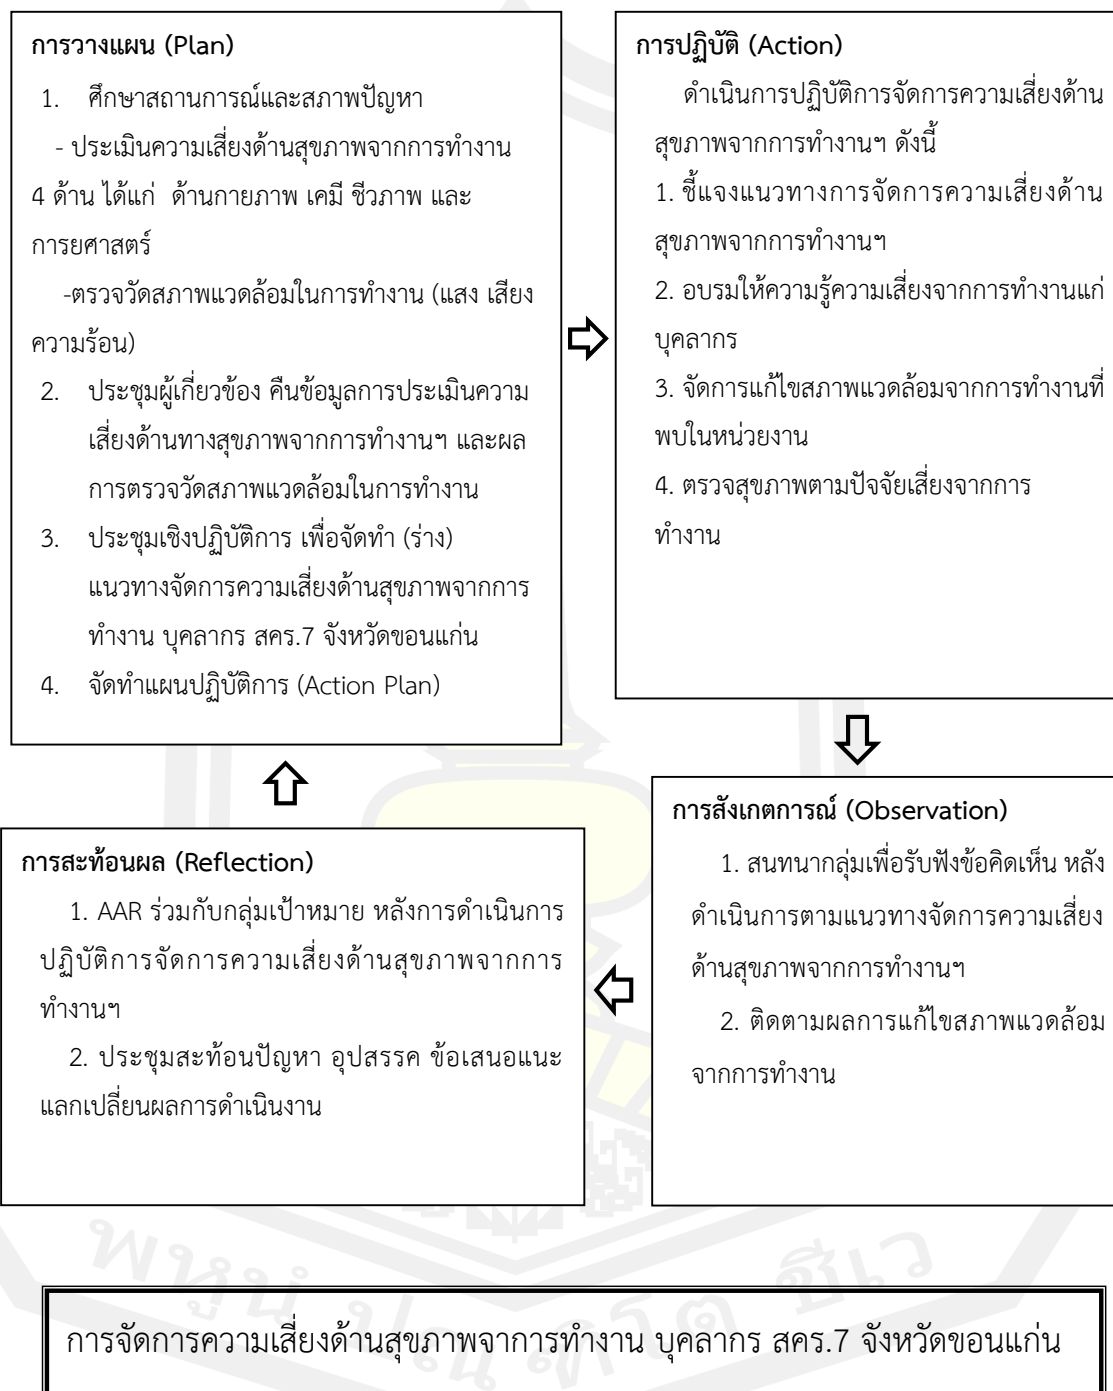 การวางแผน (Plan)
1. ศึกษาสถานการณ์และสภาพปัญหา
- ประเมินความเสี่ยงด้านสุขภาพจากการทำงาน
4 ด้าน ได้แก่ ด้านกายภาพ เคมี ชีวภาพ และ
การยศาสตร์
-ตรวจวัดสภาพแวดล้อมในการทำงาน (แสง เสียง
ความร้อน)
2. ประชุมผู้เกี่ยวข้อง คืนข้อมูลการประเมินความ
เสี่ยงด้านทางสุขภาพจากการทำงานฯ และผล
การตรวจวัดสภาพแวดล้อมในการทำงาน
3. ประชุมเชิงปฏิบัติการ เพื่อจัดทำ (ร่าง)
แนวทางจัดการความเสี่ยงด้านสุขภาพจากการ
ทำงาน บุคลากร สคร.7 จังหวัดขอนแก่น
4. จัดทำแผนปฏิบัติการ (Action Plan)
การปฏิบัติ (Action)
ดำเนินการปฏิบัติการจัดการความเสี่ยงด้าน
สุขภาพจากการทำงานฯ ดังนี้
1. ชี้แจงแนวทางการจัดการความเสี่ยงด้าน
สุขภาพจากการทำงานฯ
2. อบรมให้ความรู้ความเสี่ยงจากการทำงานแก่
บุคลากร
3. จัดการแก้ไขสภาพแวดล้อมจากการทำงานที่
พบในหน่วยงาน
4. ตรวจสุขภาพตามปัจจัยเสี่ยงจากการ
ทำงาน
การสังเกตการณ์ (Observation)
1. สนทนากลุ่มเพื่อรับฟังข้อคิดเห็น หลัง
ดำเนินการตามแนวทางจัดการความเสี่ยง
ด้านสุขภาพจากการทำงานฯ
2. ติดตามผลการแก้ไขสภาพแวดล้อม
จากการทำงาน
การสะท้อนผล (Reflection)
1. AAR ร่วมกับกลุ่มเป้าหมาย หลังการดำเนินการ
ปฏิบัติการจัดการความเสี่ยงด้านสุขภาพจากการ
ทำงานฯ
2. ประชุมสะท้อนปัญหา อุปสรรค ข้อเสนอแนะ
แลกเปลี่ยนผลการดำเนินงาน
พหูนํ ปณฺฑิโต ชีเว
การจัดการความเสี่ยงด้านสุขภาพจาการทำงาน บุคลากร สคร.7 จังหวัดขอนแก่น